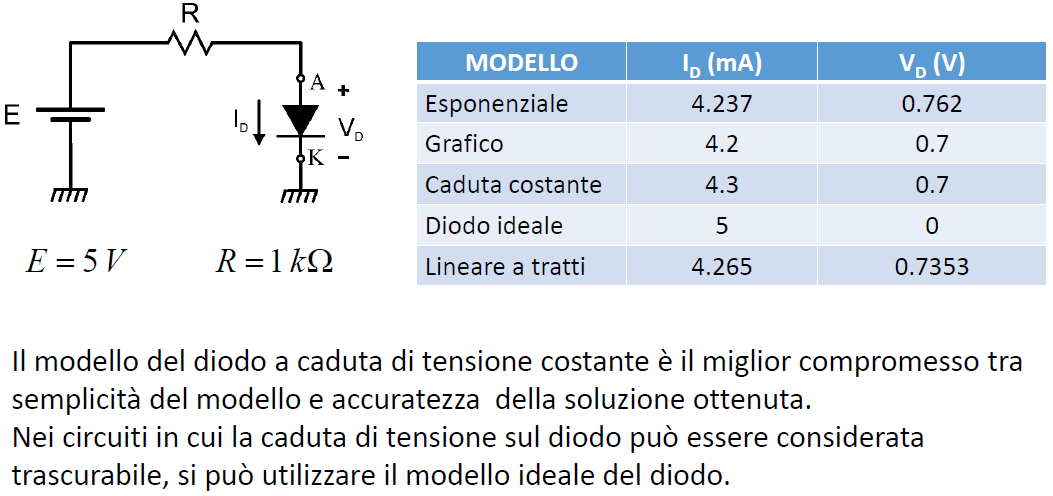 R
E
A
+
I_D
V_D
K
−
E = 5 V
R = 1 kΩ
MODELLO I_D (mA) V_D (V)
Esponenziale 4.237 0.762
Grafico 4.2 0.7
Caduta costante 4.3 0.7
Diodo ideale 5 0
Lineare a tratti 4.265 0.7353
Il modello del diodo a caduta di tensione costante è il miglior compromesso tra
semplicità del modello e accuratezza della soluzione ottenuta.
Nei circuiti in cui la caduta di tensione sul diodo può essere considerata
trascurabile, si può utilizzare il modello ideale del diodo.